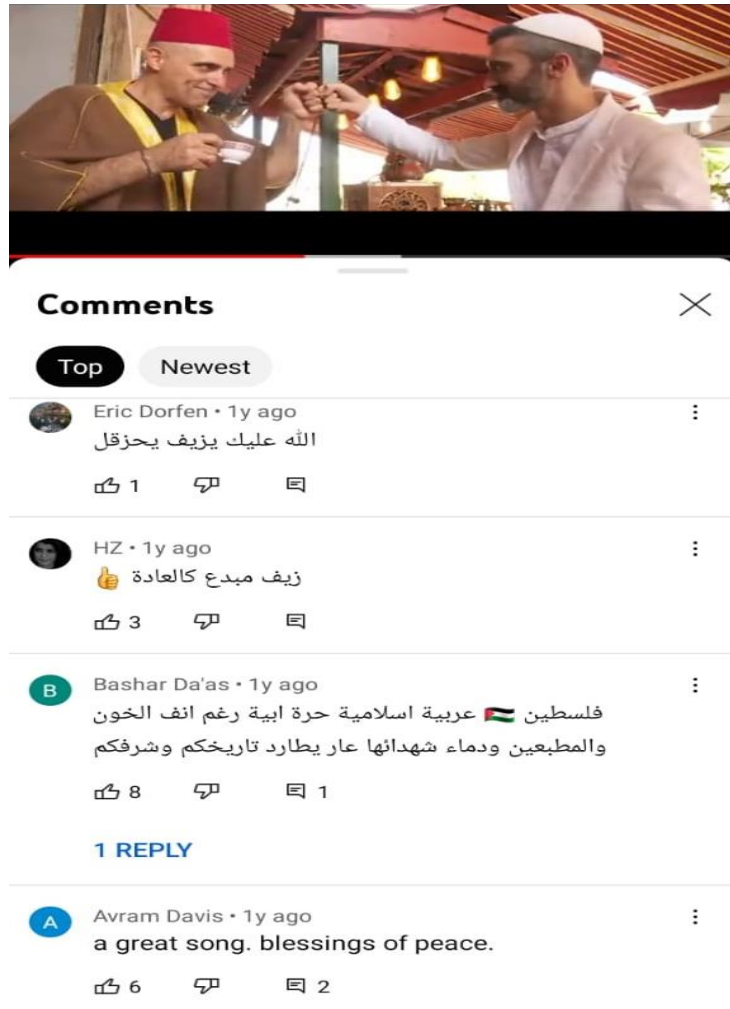 Comments
Top
Newest
Eric Dorfen • 1y ago
الله عليك يزيف يحزقل
1
HZ • 1y ago
زيف مبدع كالعادة 👍
3
B
Bashar Da'as • 1y ago
فلسطين 🇵🇸 عربية اسلامية حرة ابية رغم انف الخون
والمطبعين ودماء شهدائها عار يطارد تاريخكم وشرفكم
8
1
1 REPLY
A
Avram Davis • 1y ago
a great song. blessings of peace.
6
2